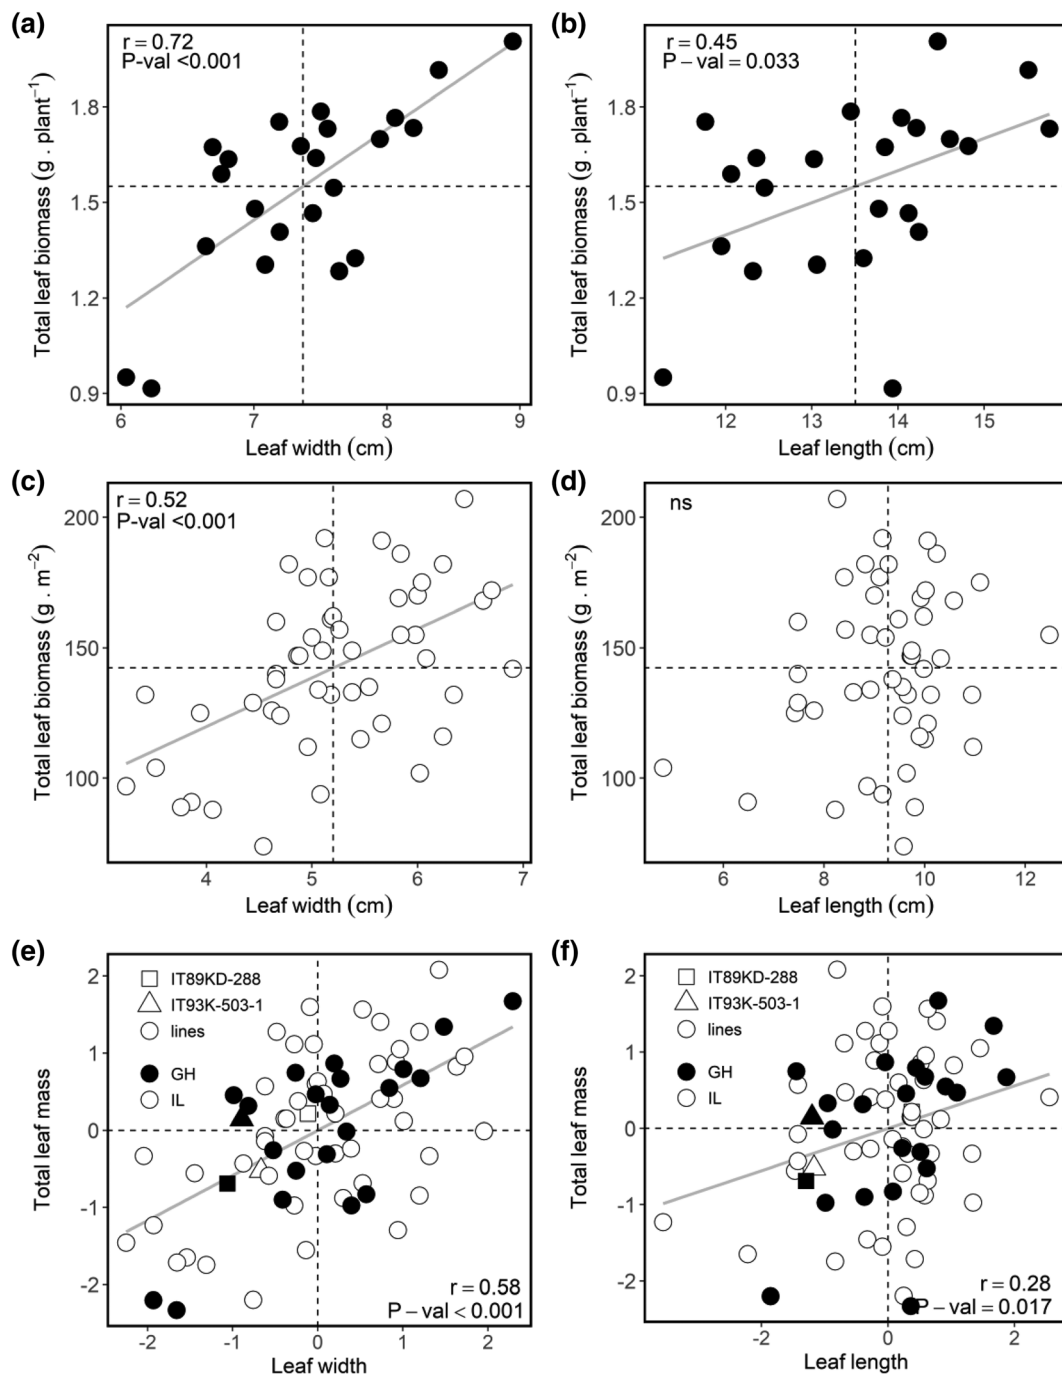 (a)
r = 0.72
P-val <0.001
Total leaf biomass (g . plant⁻¹)
1.8
1.5
1.2
0.9
6 7 8 9
Leaf width (cm)
(b)
r = 0.45
P – val = 0.033
Total leaf biomass (g . plant⁻¹)
1.8
1.5
1.2
0.9
12 13 14 15
Leaf length (cm)
(c)
r = 0.52
P-val <0.001
Total leaf biomass (g . m⁻²)
200
150
100
4 5 6 7
Leaf width (cm)
(d)
ns
Total leaf biomass (g . m⁻²)
200
150
100
6 8 10 12
Leaf length (cm)
(e)
IT89KD-288
IT93K-503-1
lines
GH
IL
r = 0.58
P – val < 0.001
Total leaf mass
2
1
0
-1
-2
-2 -1 0 1 2
Leaf width
(f)
IT89KD-288
IT93K-503-1
lines
GH
IL
r = 0.28
P – val = 0.017
Total leaf mass
2
1
0
-1
-2
-2 0 2
Leaf length